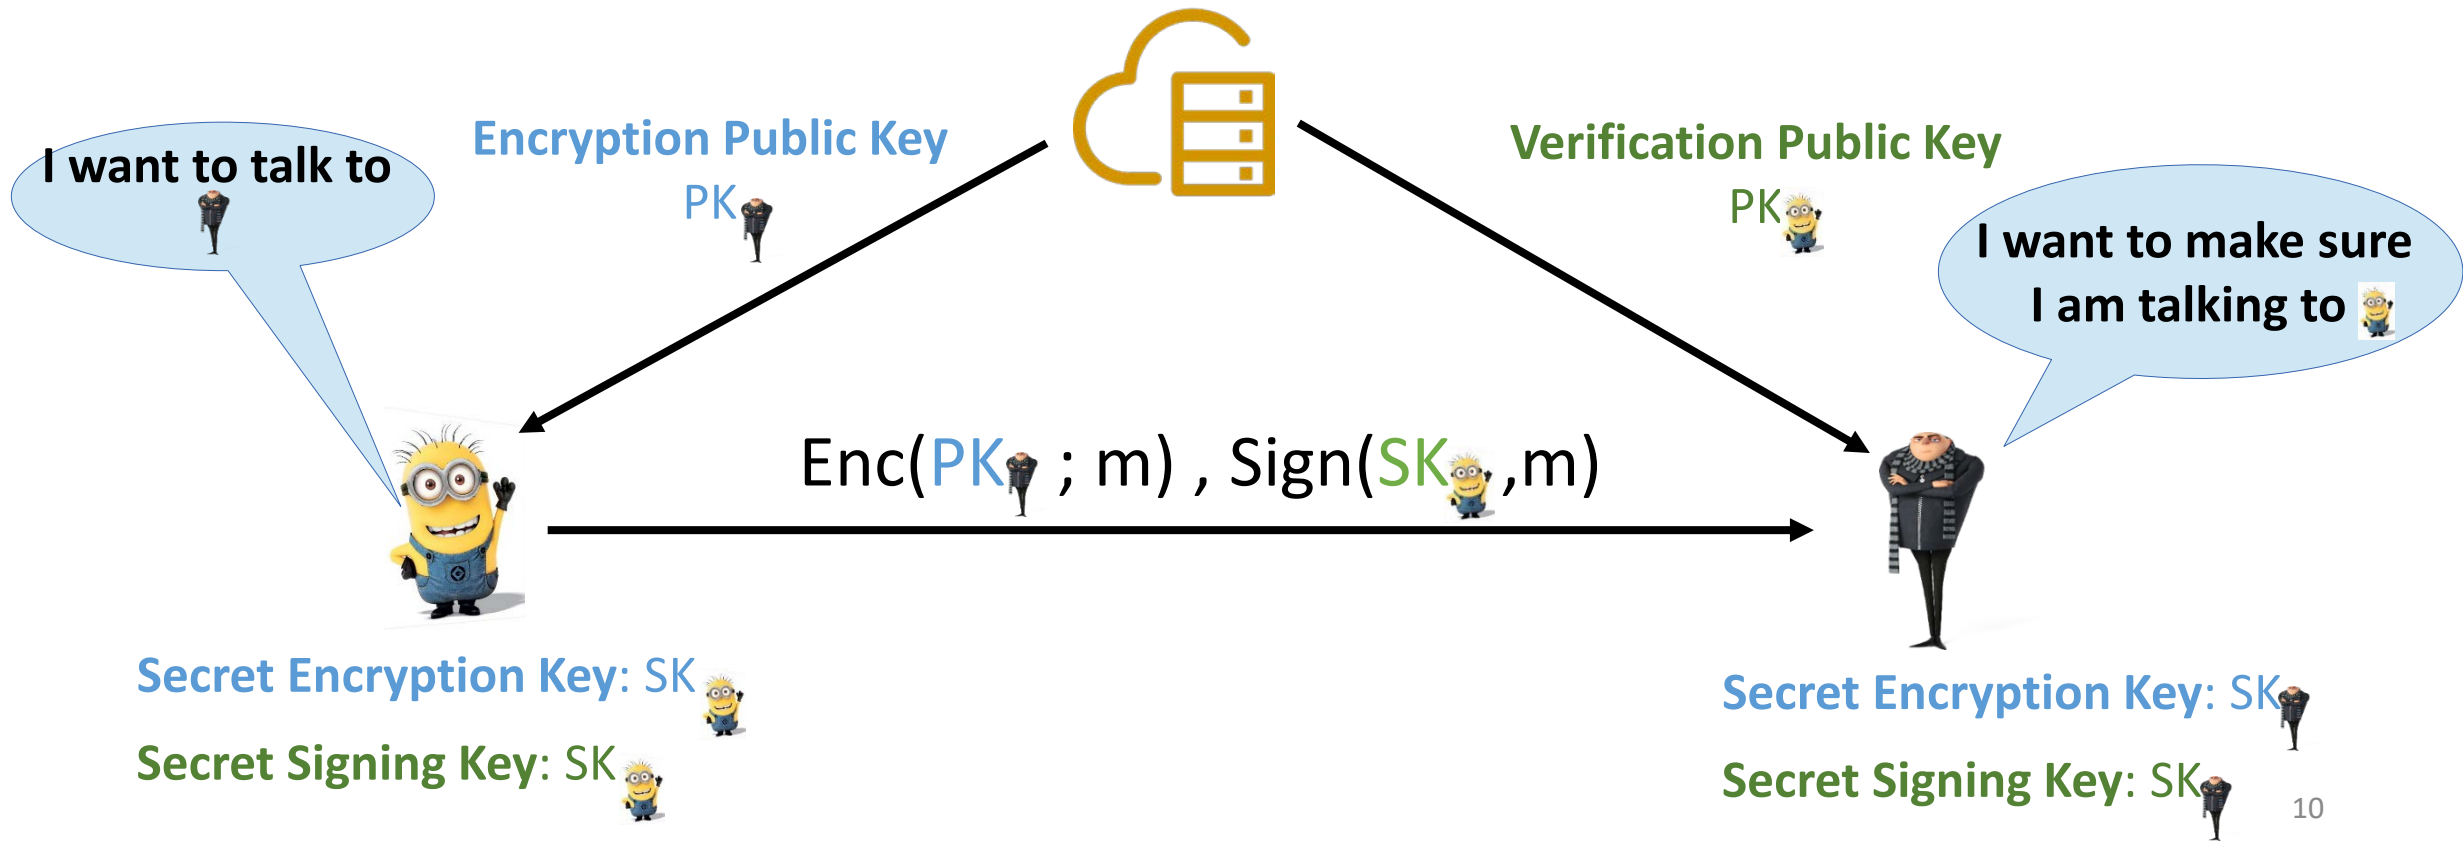 I want to talk to
Encryption Public Key
PK
Verification Public Key
PK
I want to make sure
I am talking to
Enc(PK ; m) , Sign(SK ,m)
Secret Encryption Key: SK
Secret Signing Key: SK
Secret Encryption Key: SK
Secret Signing Key: SK
10